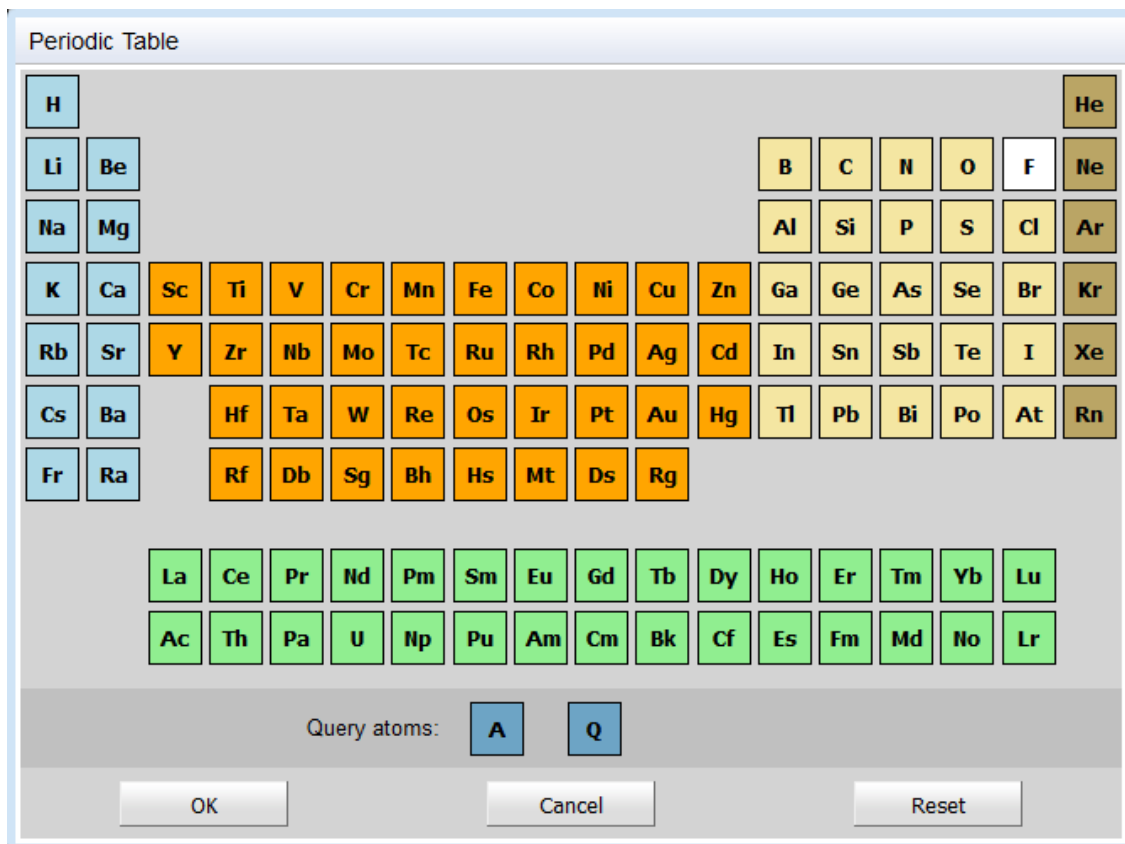 Periodic Table
H He
Li Be B C N O F Ne
Na Mg Al Si P S Cl Ar
K Ca Sc Ti V Cr Mn Fe Co Ni Cu Zn Ga Ge As Se Br Kr
Rb Sr Y Zr Nb Mo Tc Ru Rh Pd Ag Cd In Sn Sb Te I Xe
Cs Ba Hf Ta W Re Os Ir Pt Au Hg Tl Pb Bi Po At Rn
Fr Ra Rf Db Sg Bh Hs Mt Ds Rg
La Ce Pr Nd Pm Sm Eu Gd Tb Dy Ho Er Tm Yb Lu
Ac Th Pa U Np Pu Am Cm Bk Cf Es Fm Md No Lr
Query atoms: A Q
OK Cancel Reset